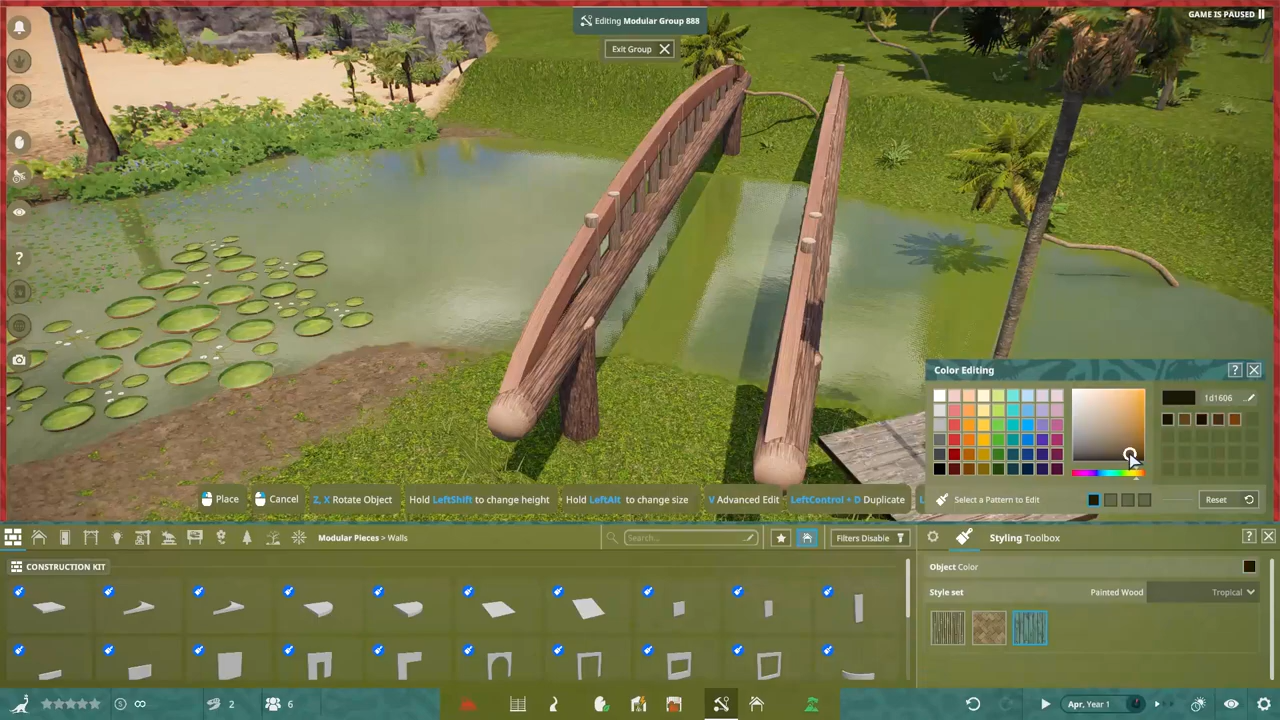 Editing Modular Group 888
GAME IS PAUSED
Exit Group
Color Editing
1d1606
Place
Cancel
Z, X Rotate Object
Hold LeftShift to change height
Hold LeftAlt to change size
V Advanced Edit
LeftControl + D Duplicate
Select a Pattern to Edit
Reset
Modular Pieces > Walls
Search...
Filters Disable
Styling Toolbox
CONSTRUCTION KIT
Object Color
Style set
Painted Wood
Tropical
2
6
Apr, Year 1